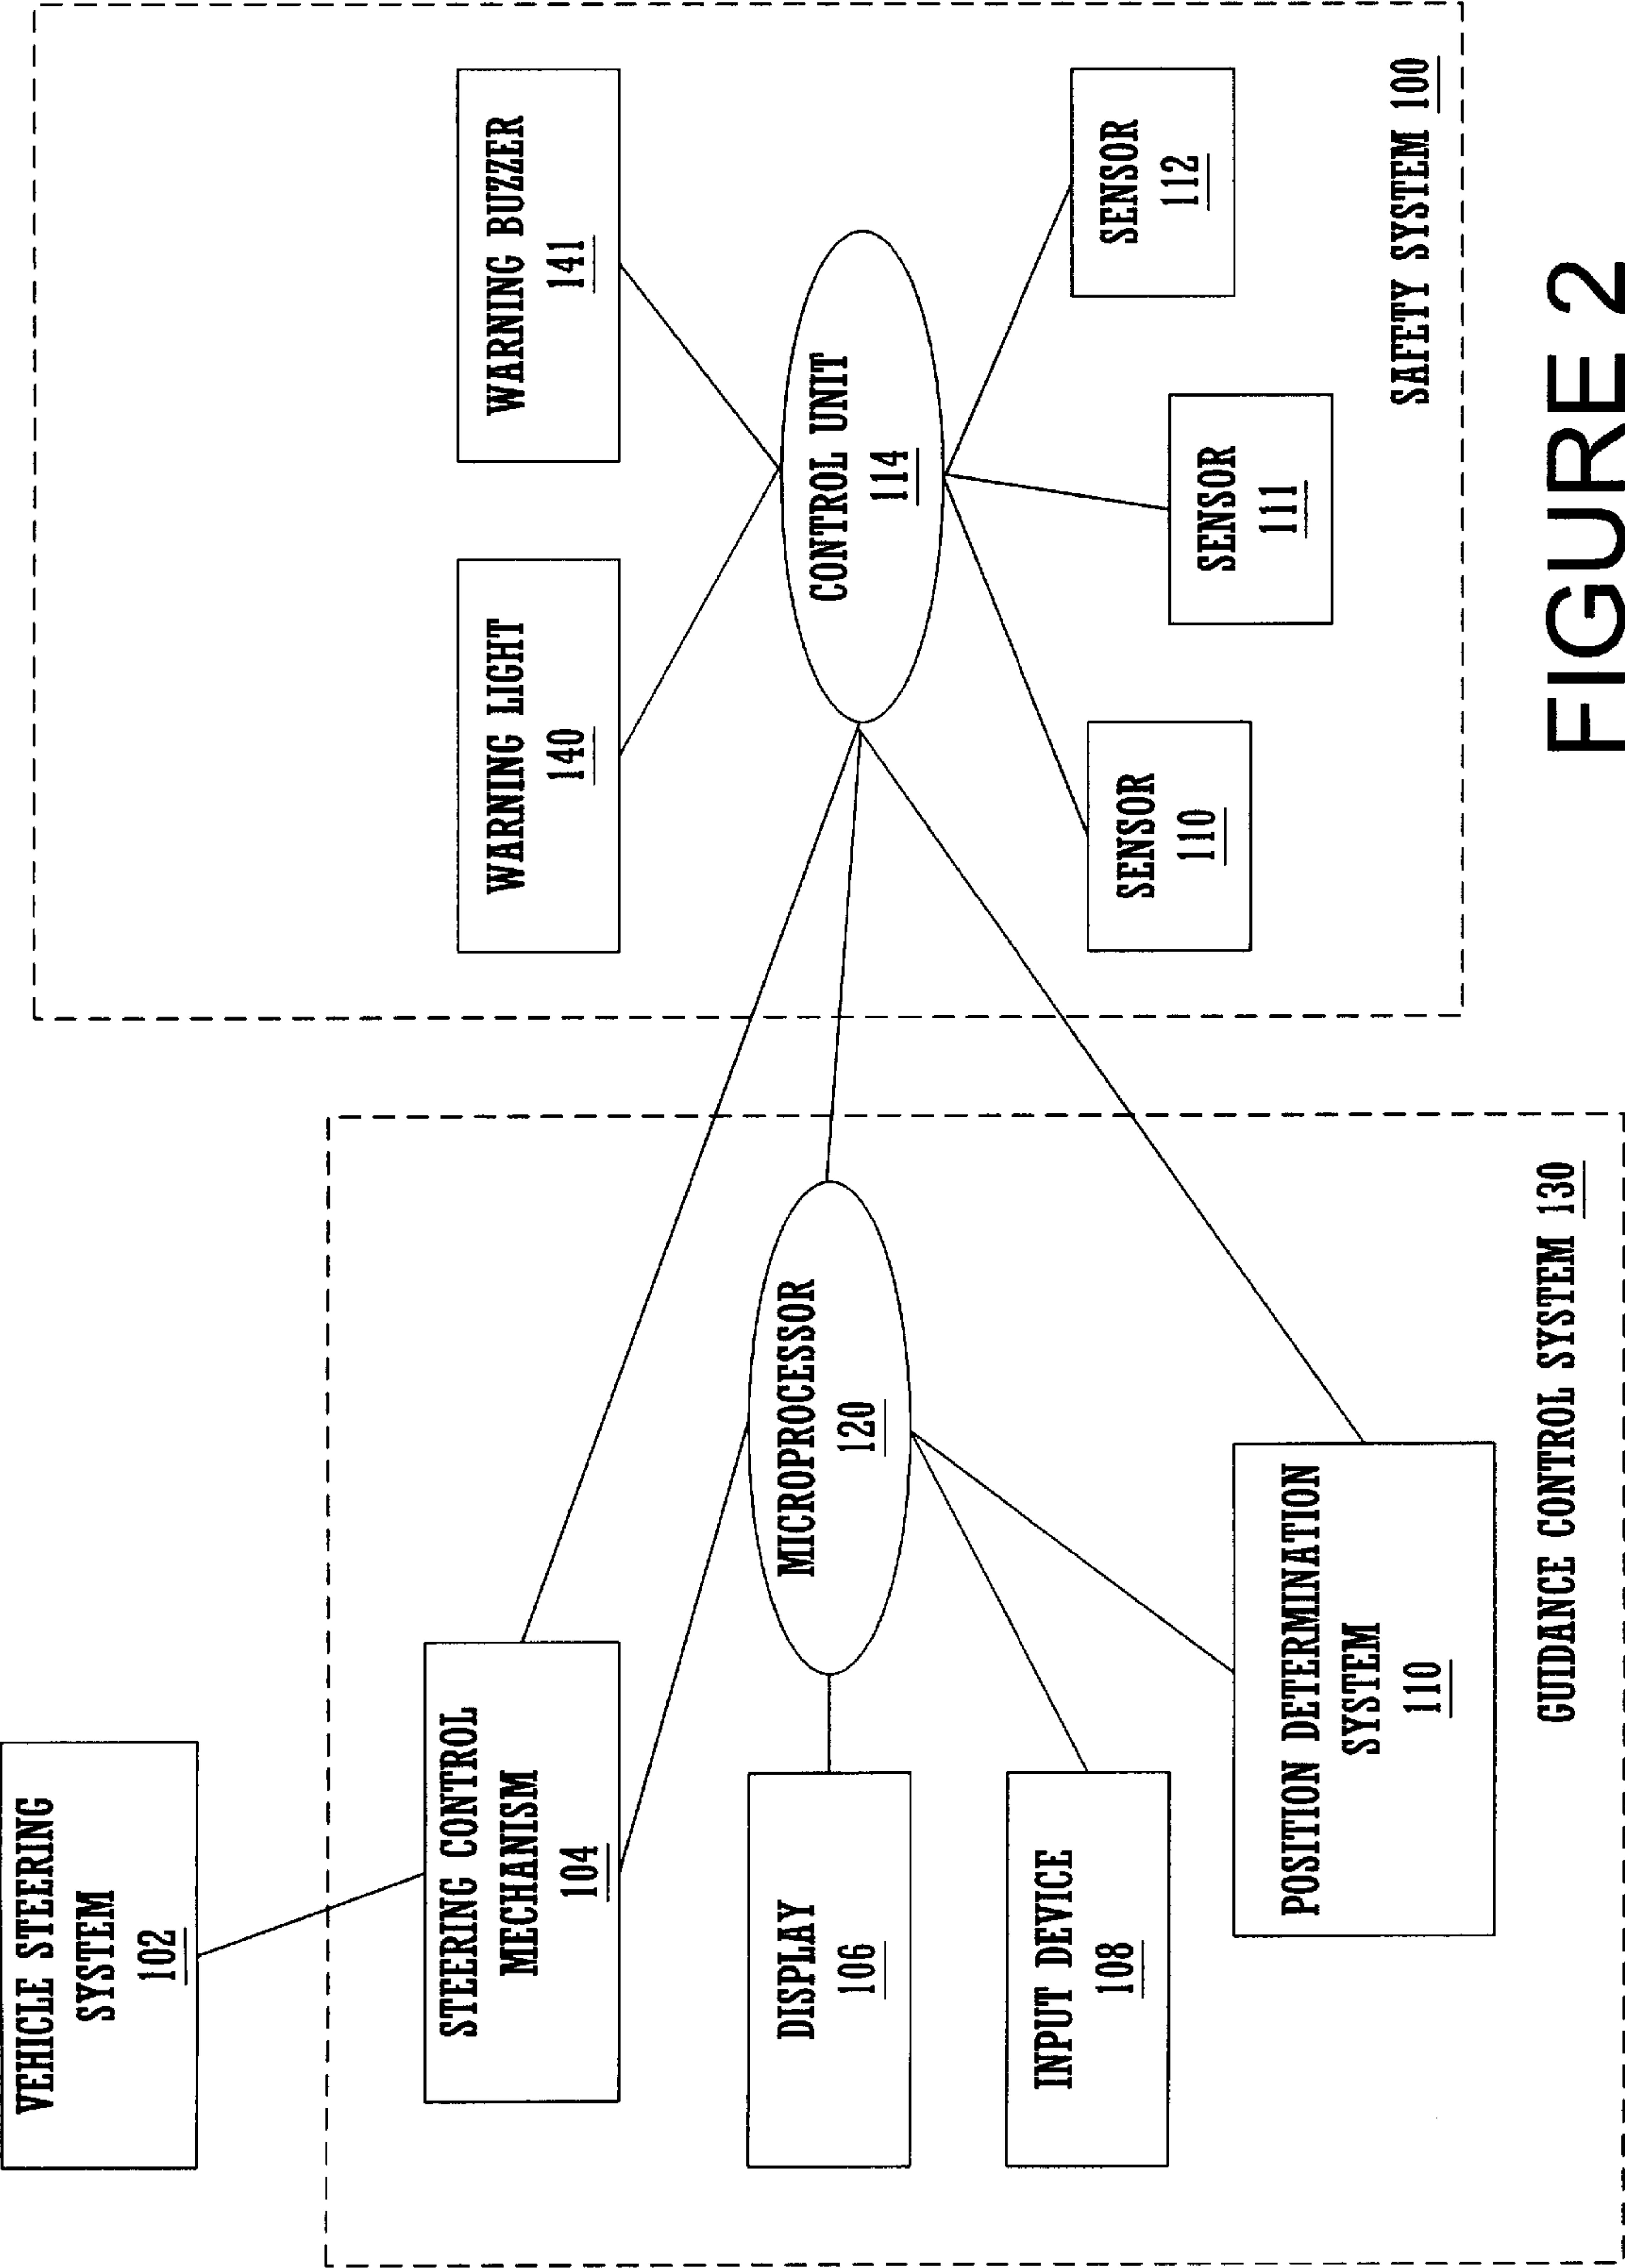 VEHICLE STEERING
SYSTEM
102
STEERING CONTROL
MECHANISM
104
DISPLAY
106
INPUT DEVICE
108
POSITION DETERMINATION
SYSTEM
110
MICROPROCESSOR
120
GUIDANCE CONTROL SYSTEM 130
WARNING LIGHT
140
WARNING BUZZER
141
CONTROL UNIT
114
SENSOR
110
SENSOR
111
SENSOR
112
SAFETY SYSTEM 100
FIGURE 2